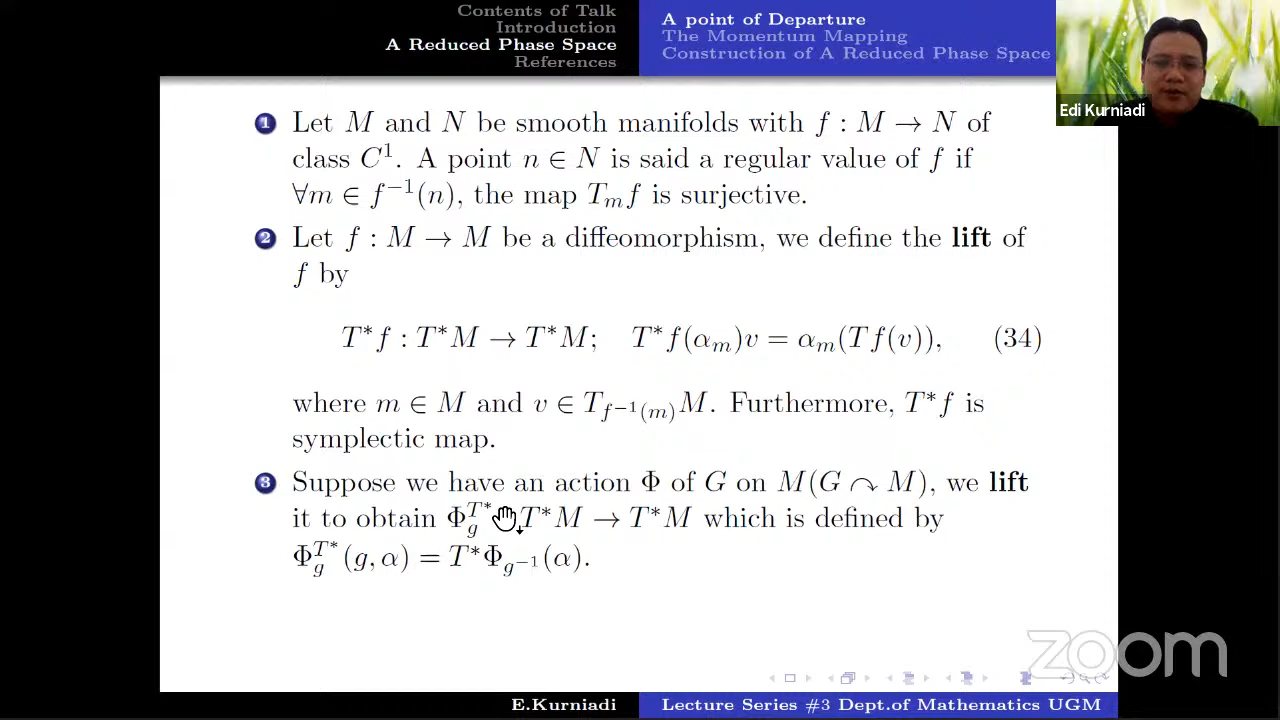 Contents of Talk
Introduction
A Reduced Phase Space
References
A point of Departure
The Momentum Mapping
Construction of A Reduced Phase Space
Edi Kurniadi
1 Let M and N be smooth manifolds with f : M → N of
class C¹. A point n ∈ N is said a regular value of f if
∀m ∈ f⁻¹(n), the map Tₘf is surjective.
2 Let f : M → M be a diffeomorphism, we define the lift of
f by
T*f : T*M → T*M; T*f(αₘ)v = αₘ(Tf(v)), (34)
where m ∈ M and v ∈ T_{f⁻¹(m)}M. Furthermore, T*f is
symplectic map.
3 Suppose we have an action Φ of G on M(G ↷ M), we lift
it to obtain Φ_g^{T*} T*M → T*M which is defined by
Φ_g^{T*}(g, α) = T*Φ_{g⁻¹}(α).
zoom
E.Kurniadi
Lecture Series #3 Dept.of Mathematics UGM